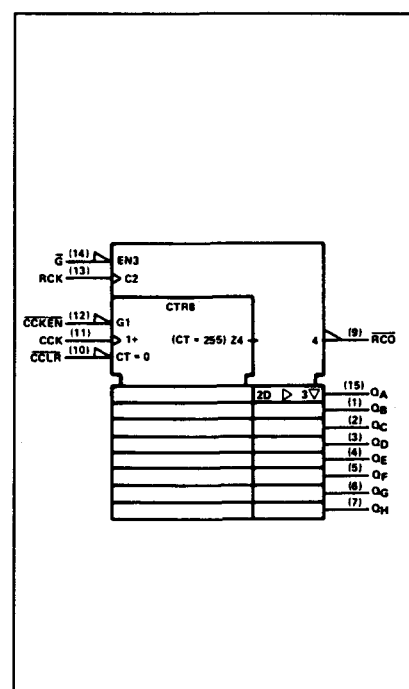 G̅ (14) EN3
RCK (13) C2
CTR8
C̅C̅K̅E̅N̅ (12) G1
CCK (11) 1+ (CT = 255) Z4 4 (9) R̅C̅O̅
C̅C̅L̅R̅ (10) CT = 0
2D ▷ 3▽ (15) QA
(1) QB
(2) QC
(3) QD
(4) QE
(5) QF
(6) QG
(7) QH